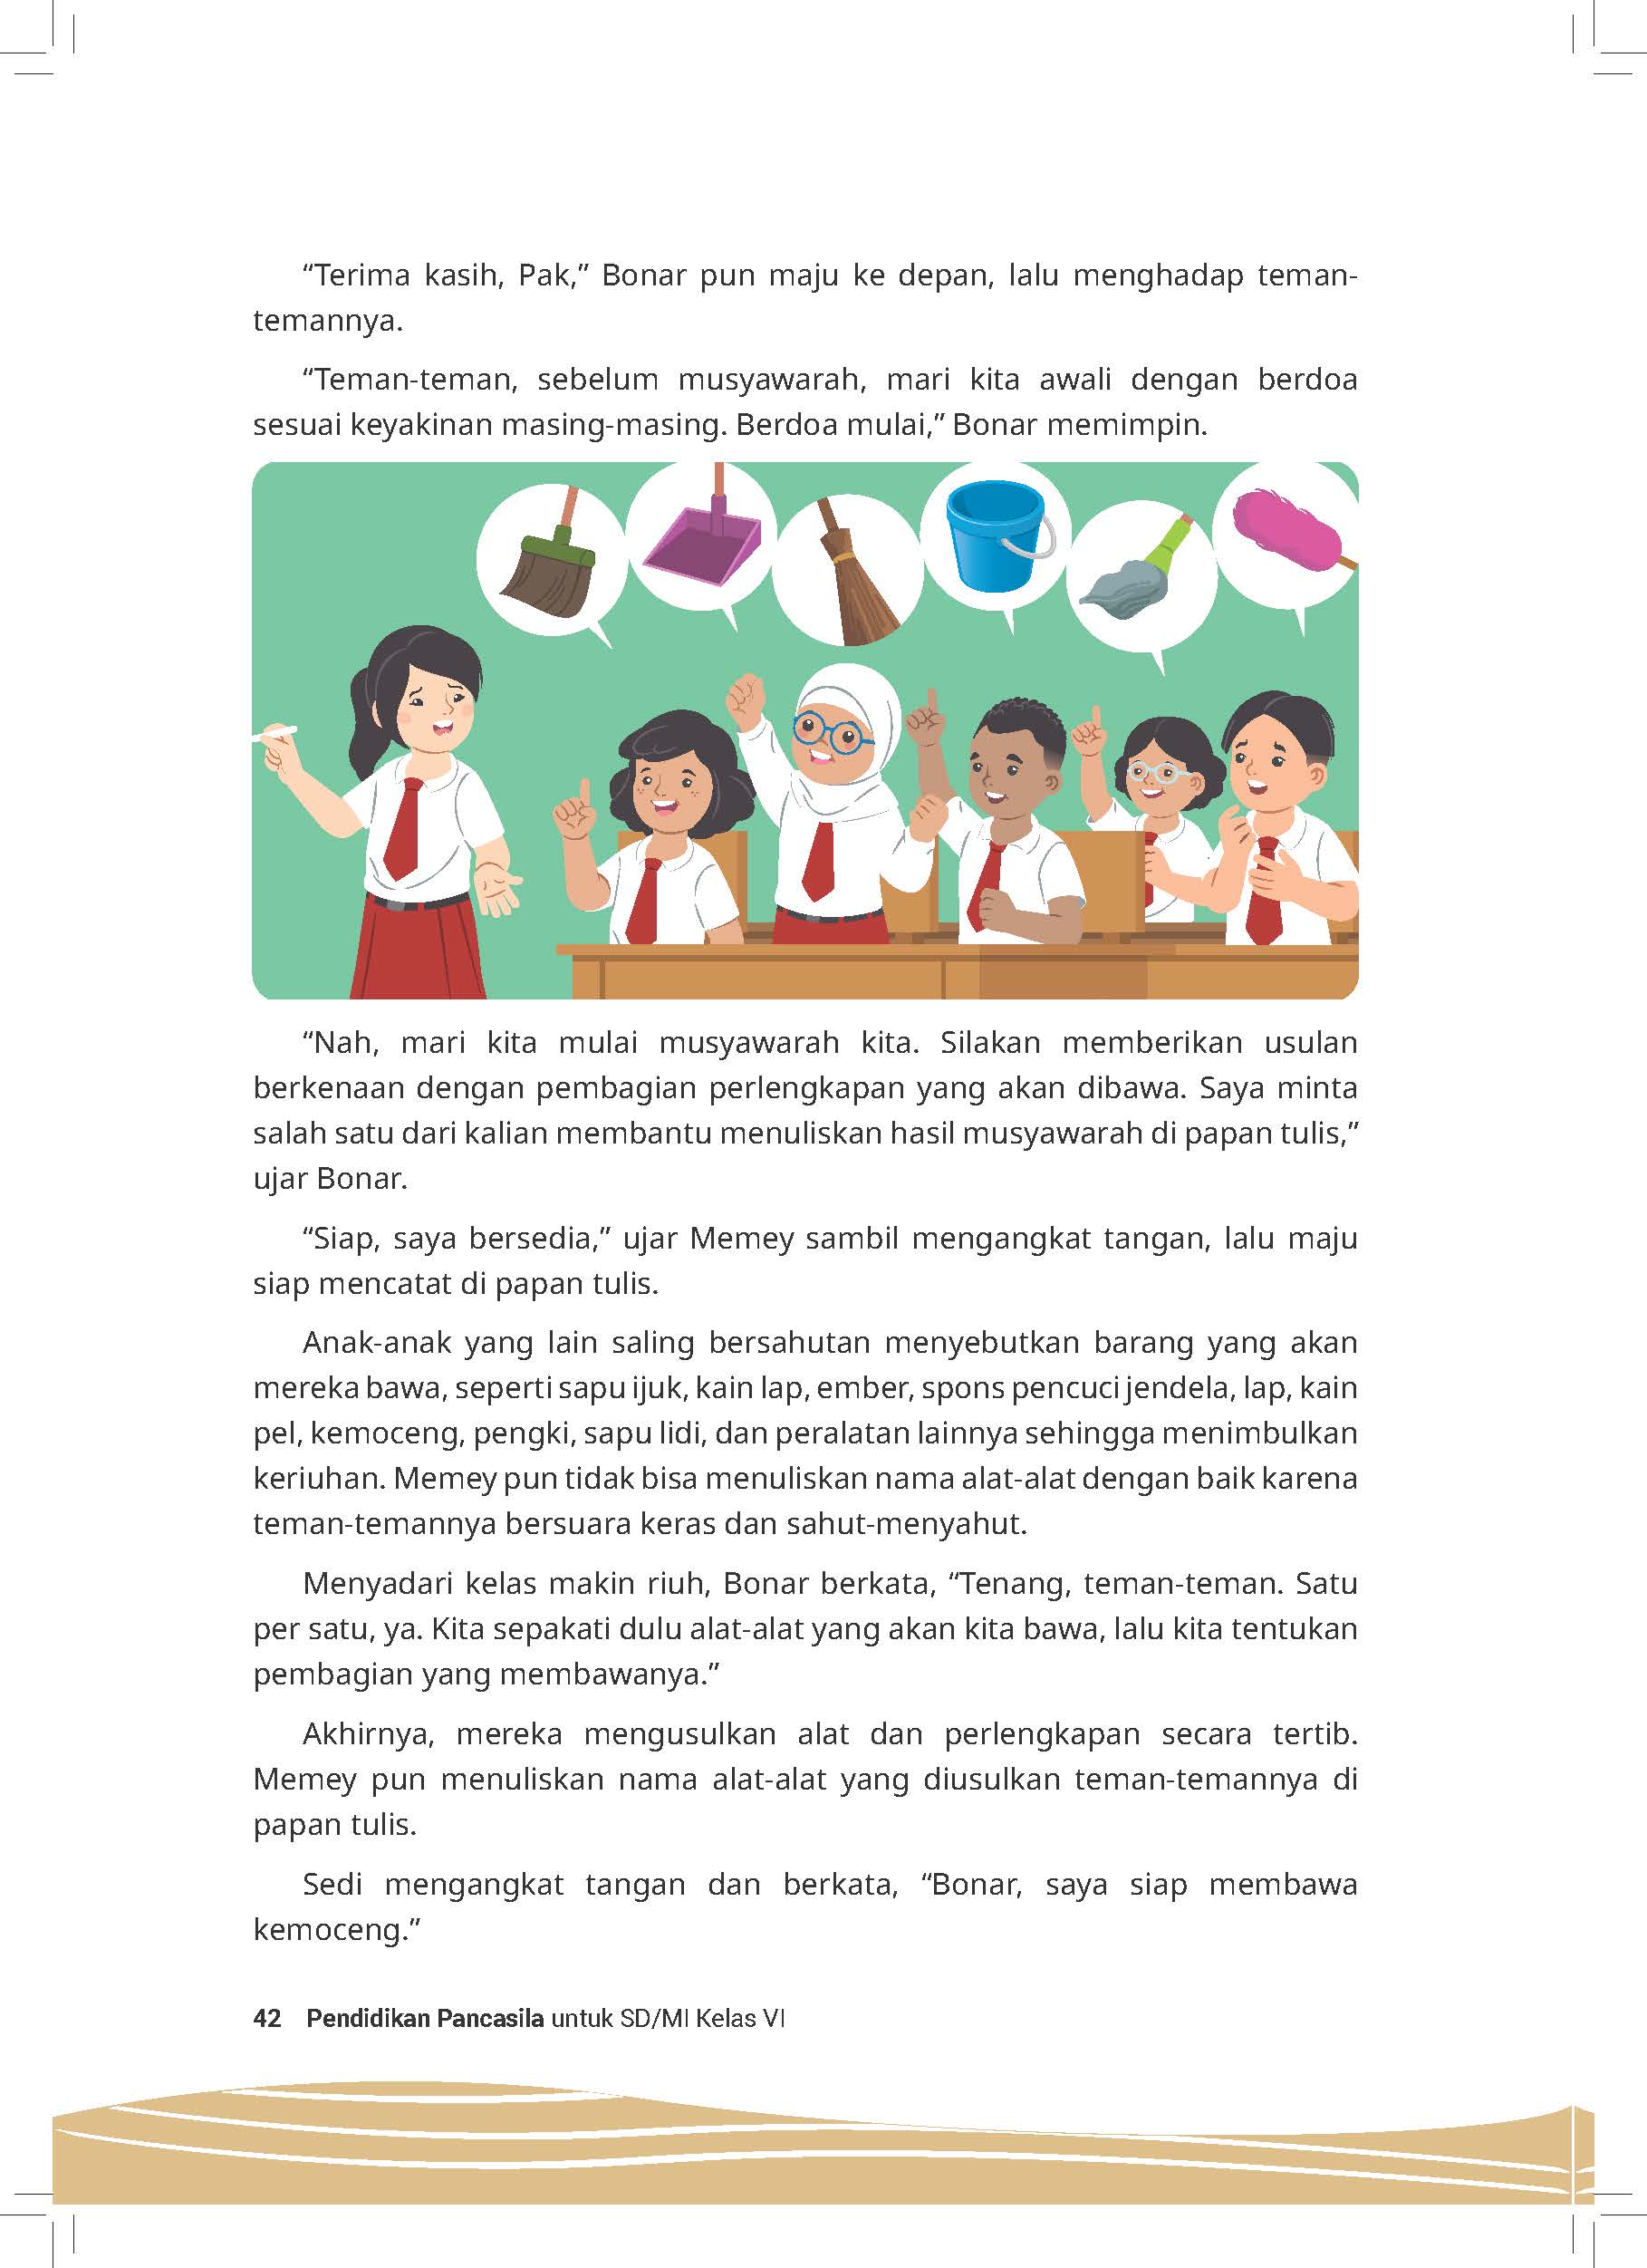 “Terima kasih, Pak,” Bonar pun maju ke depan, lalu menghadap teman-
temannya.
“Teman-teman, sebelum musyawarah, mari kita awali dengan berdoa
sesuai keyakinan masing-masing. Berdoa mulai,” Bonar memimpin.
“Nah, mari kita mulai musyawarah kita. Silakan memberikan usulan
berkenaan dengan pembagian perlengkapan yang akan dibawa. Saya minta
salah satu dari kalian membantu menuliskan hasil musyawarah di papan tulis,”
ujar Bonar.
“Siap, saya bersedia,” ujar Memey sambil mengangkat tangan, lalu maju
siap mencatat di papan tulis.
Anak-anak yang lain saling bersahutan menyebutkan barang yang akan
mereka bawa, seperti sapu ijuk, kain lap, ember, spons pencuci jendela, lap, kain
pel, kemoceng, pengki, sapu lidi, dan peralatan lainnya sehingga menimbulkan
keriuhan. Memey pun tidak bisa menuliskan nama alat-alat dengan baik karena
teman-temannya bersuara keras dan sahut-menyahut.
Menyadari kelas makin riuh, Bonar berkata, “Tenang, teman-teman. Satu
per satu, ya. Kita sepakati dulu alat-alat yang akan kita bawa, lalu kita tentukan
pembagian yang membawanya.”
Akhirnya, mereka mengusulkan alat dan perlengkapan secara tertib.
Memey pun menuliskan nama alat-alat yang diusulkan teman-temannya di
papan tulis.
Sedi mengangkat tangan dan berkata, “Bonar, saya siap membawa
kemoceng.”
42 Pendidikan Pancasila untuk SD/MI Kelas VI